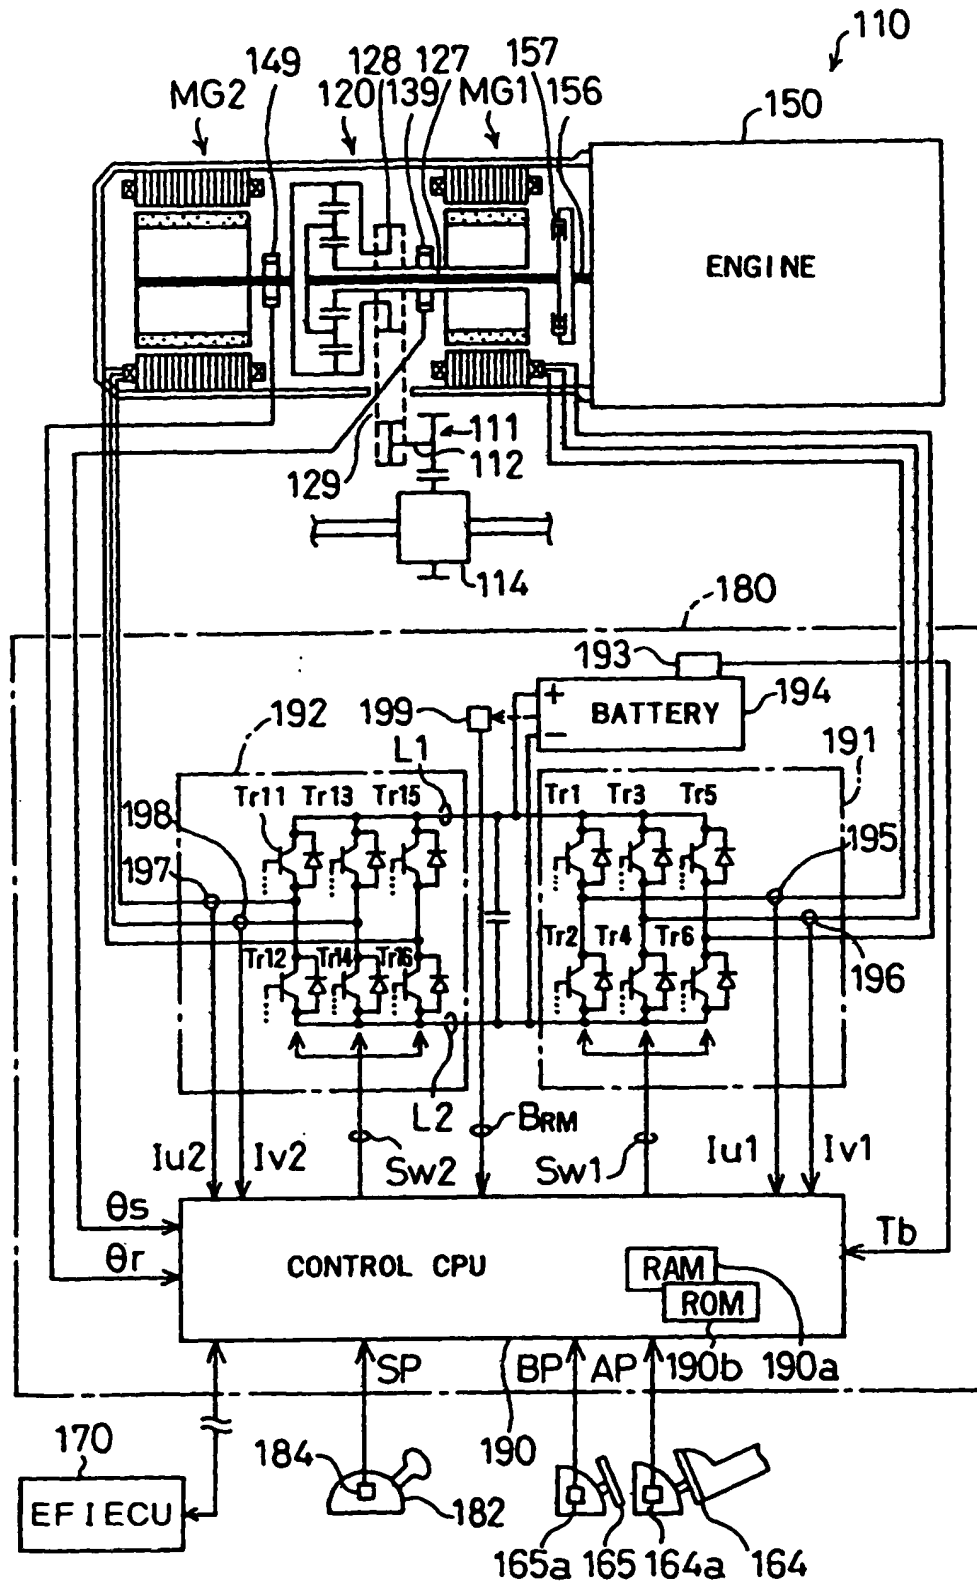 110
149
128 127 157
MG2
120 139 MG1 156
150
ENGINE
111
112
129
114
180
193
+
BATTERY
−
194
192
199
L1
191
Tr11 Tr13 Tr15
Tr1 Tr3 Tr5
198
195
197
Tr12 Tr14 Tr16
Tr2 Tr4 Tr6
196
L2
BRM
Iu2 Iv2
Sw2
Sw1
Iu1 Iv1
θs
Tb
θr
CONTROL CPU
RAM
ROM
SP
BP AP
190b 190a
170
184
190
EFIECU
182
165a 165 164a 164